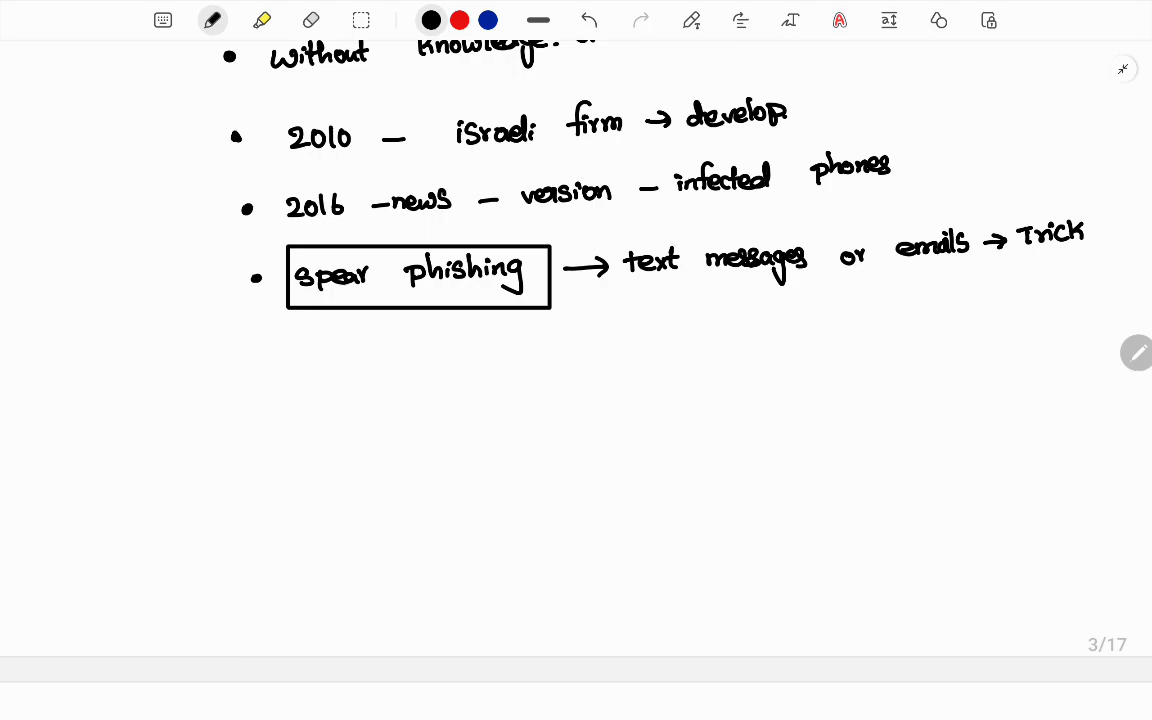 • without knowledge.
• 2010 – israeli firm → develop.
• 2016 – news – version – infected phones
• spear phishing → text messages or emails → Trick
3/17